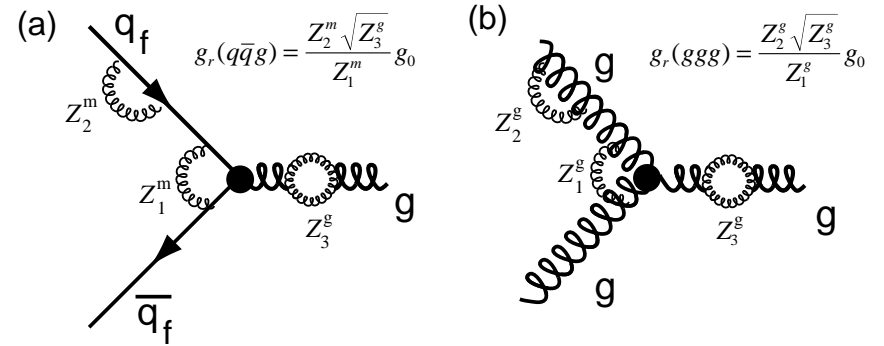 (a)
q_f
g_r(qq̅g) = Z_2^m √Z_3^g / Z_1^m g_0
Z_2^m
Z_1^m
Z_3^g
g
q̅_f
(b)
g
g_r(ggg) = Z_2^g √Z_3^g / Z_1^g g_0
Z_2^g
Z_1^g
Z_3^g
g
g